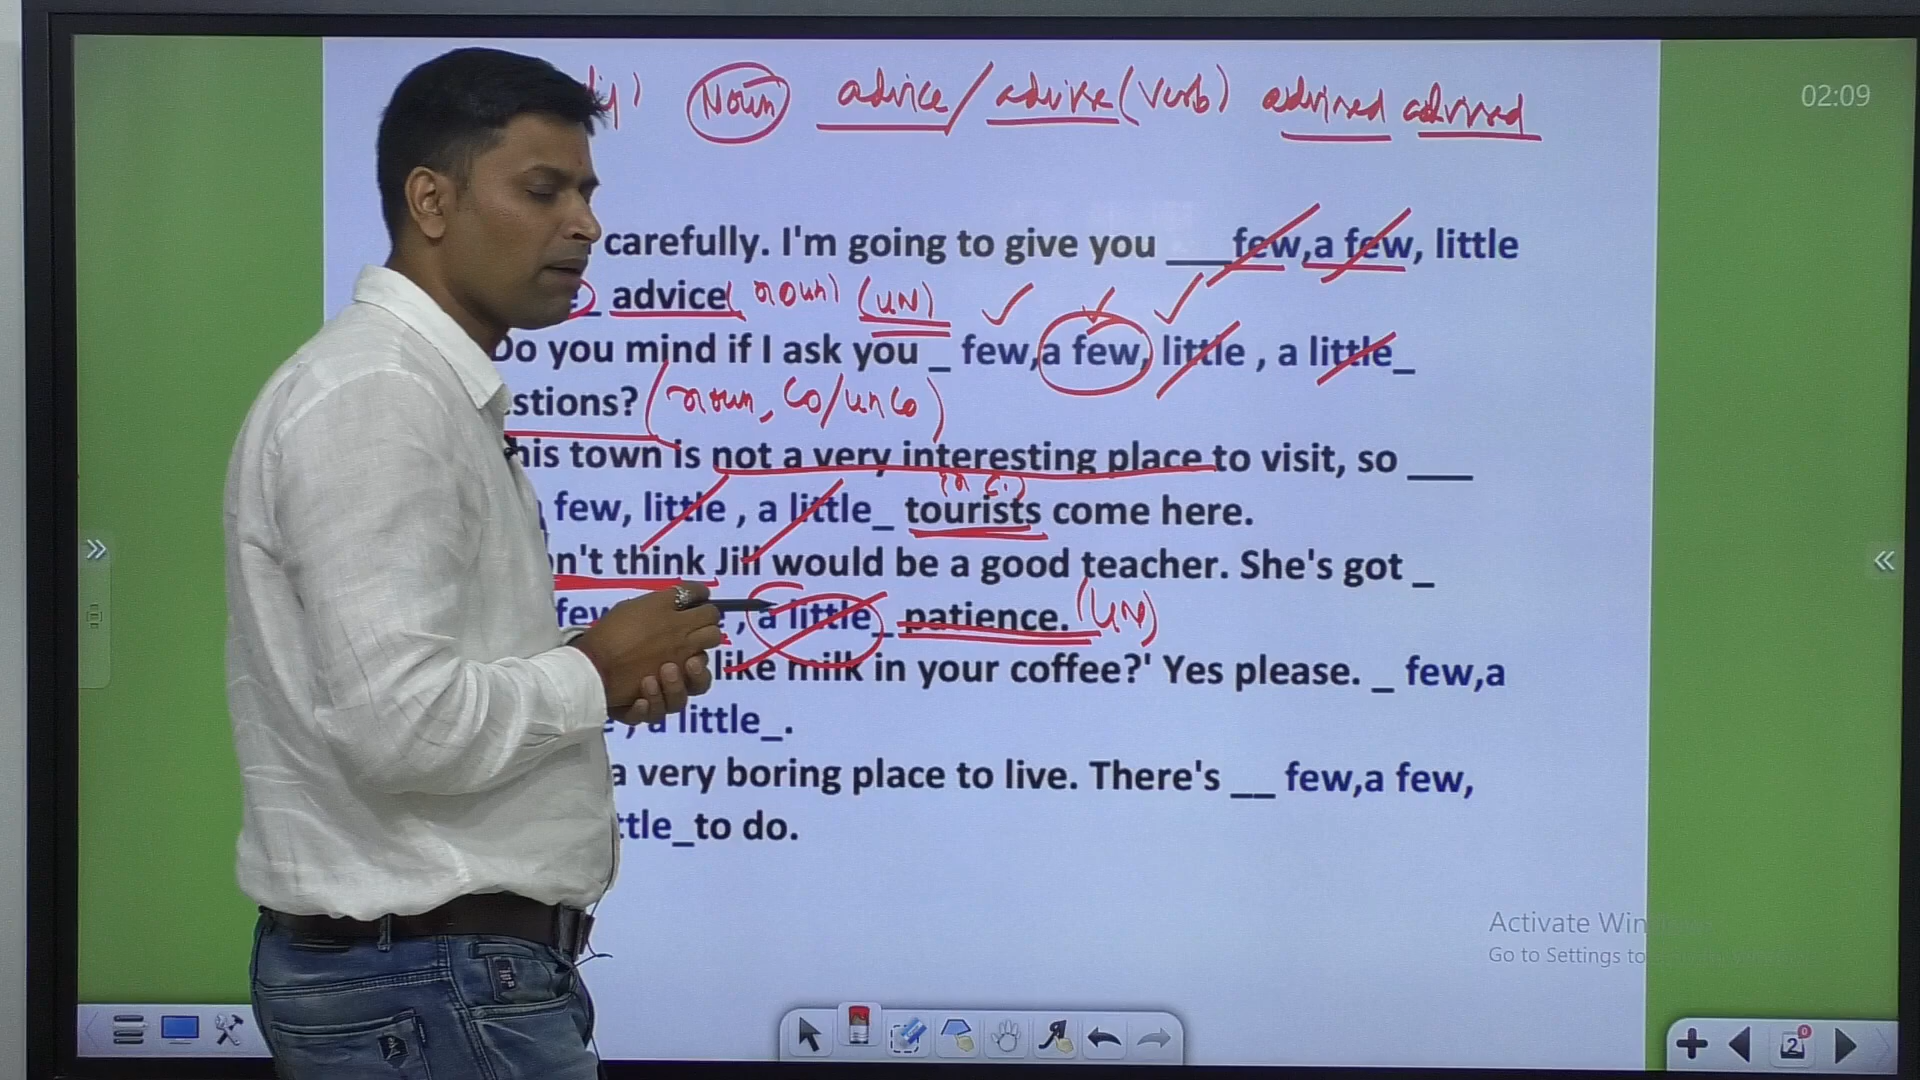 Noun advice / advise (Verb) advised advised
02:09
carefully. I'm going to give you ___few,a few, little
_ advice (noun) (UN)
Do you mind if I ask you _ few,a few, little , a little_
stions? (noun, Co/unCo)
his town is not a very interesting place to visit, so ___
few, little , a little_ tourists come here.
n't think Jill would be a good teacher. She's got _
few , a little_ patience. (UN)
like milk in your coffee?' Yes please. _ few,a
, a little_.
a very boring place to live. There's __ few,a few,
ttle_to do.
Activate Win
Go to Settings to
2